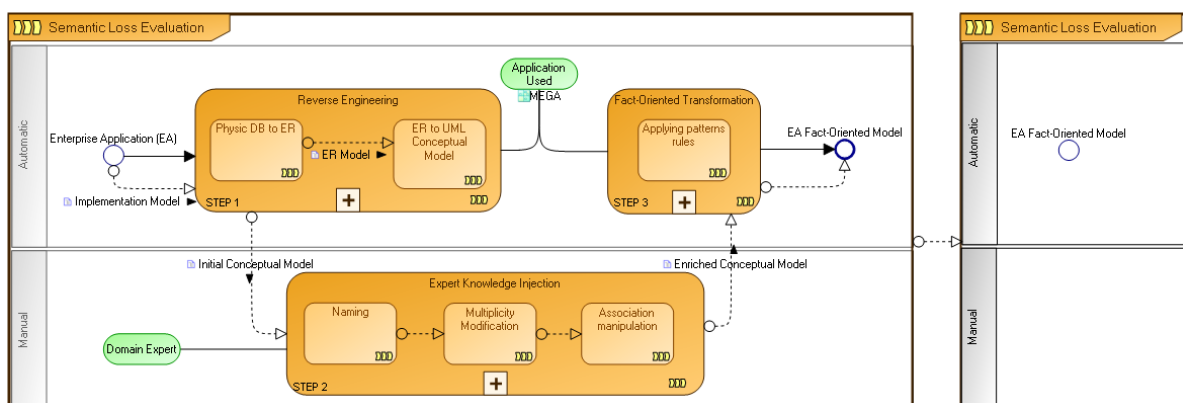 Semantic Loss Evaluation
Semantic Loss Evaluation
Automatic
Application
Used
MEGA
Reverse Engineering
Fact-Oriented Transformation
Enterprise Application (EA)
Physic DB to ER
ER to UML
Conceptual
Model
ER Model
Applying patterns
rules
EA Fact-Oriented Model
Implementation Model
STEP 1
STEP 3
Automatic
EA Fact-Oriented Model
Manual
Initial Conceptual Model
Enriched Conceptual Model
Expert Knowledge Injection
Naming
Multiplicity
Modification
Association
manipulation
Domain Expert
STEP 2
Manual